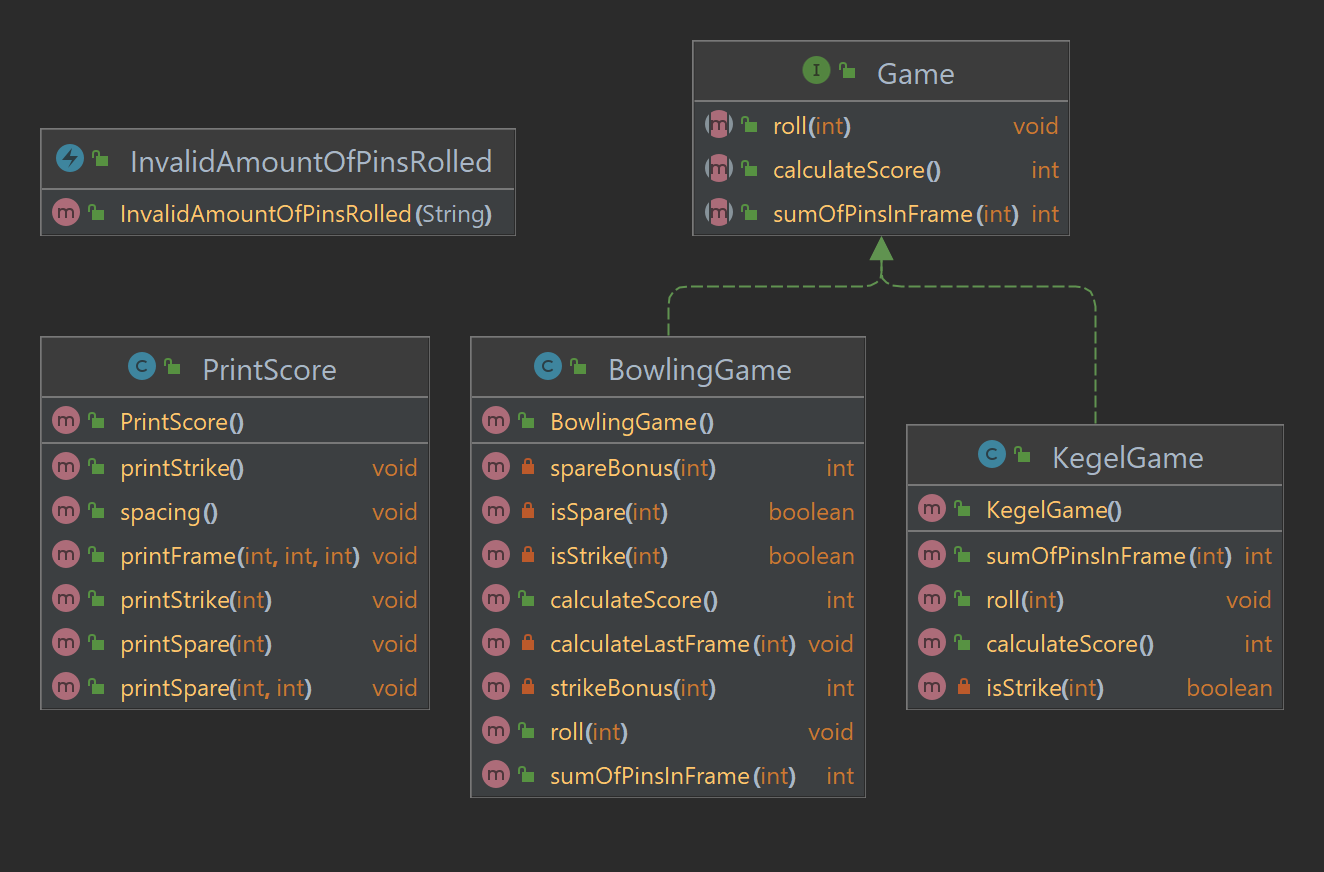 Game
roll(int) void
calculateScore() int
sumOfPinsInFrame(int) int
InvalidAmountOfPinsRolled
InvalidAmountOfPinsRolled(String)
PrintScore
PrintScore()
printStrike() void
spacing() void
printFrame(int, int, int) void
printStrike(int) void
printSpare(int) void
printSpare(int, int) void
BowlingGame
BowlingGame()
spareBonus(int) int
isSpare(int) boolean
isStrike(int) boolean
calculateScore() int
calculateLastFrame(int) void
strikeBonus(int) int
roll(int) void
sumOfPinsInFrame(int) int
KegelGame
KegelGame()
sumOfPinsInFrame(int) int
roll(int) void
calculateScore() int
isStrike(int) boolean